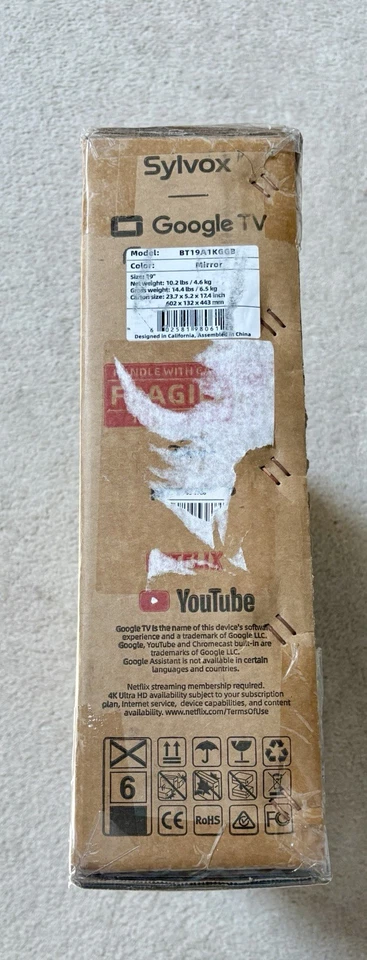 Sylvox
Google TV
Model: BT19A1KGGB
Color: Mirror
Size: 19"
Net weight: 10.2 lbs / 4.6 kg
Gross weight: 14.4 lbs / 6.5 kg
Carton size: 23.7 x 5.2 x 17.4 inch
602 x 132 x 443 mm
Designed in California, Assembled in China
HANDLE WITH
YouTube
Google TV is the name of this device's software
experience and a trademark of Google LLC.
Google, YouTube and Chromecast built-in are
trademarks of Google LLC.
Google Assistant is not available in certain
languages and countries.
Netflix streaming membership required.
4K Ultra HD availability subject to your subscription
plan, Internet service, device capabilities, and content
availability. www.netflix.com/TermsOfUse
6
CE
RoHS
FC